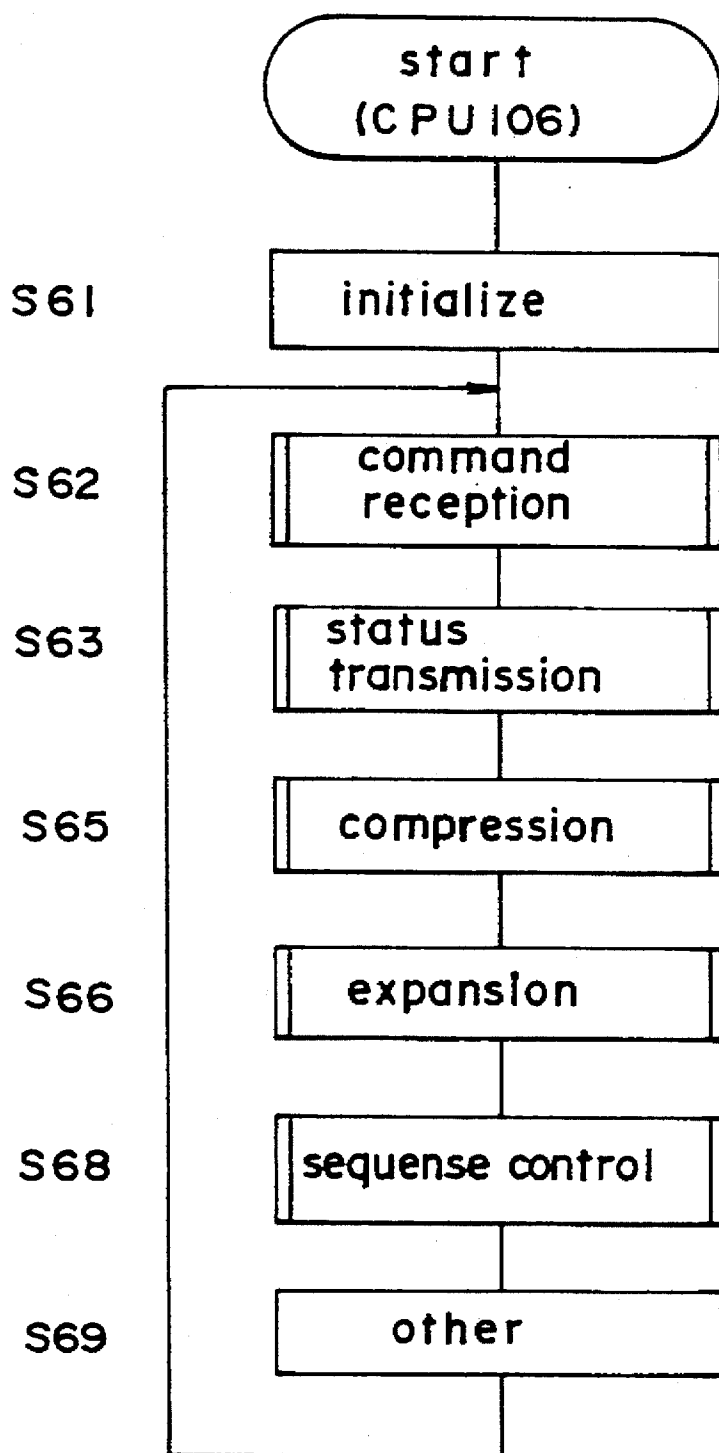 start
(CPU106)
S61
initialize
S62
command
reception
S63
status
transmission
S65
compression
S66
expansion
S68
sequense control
S69
other